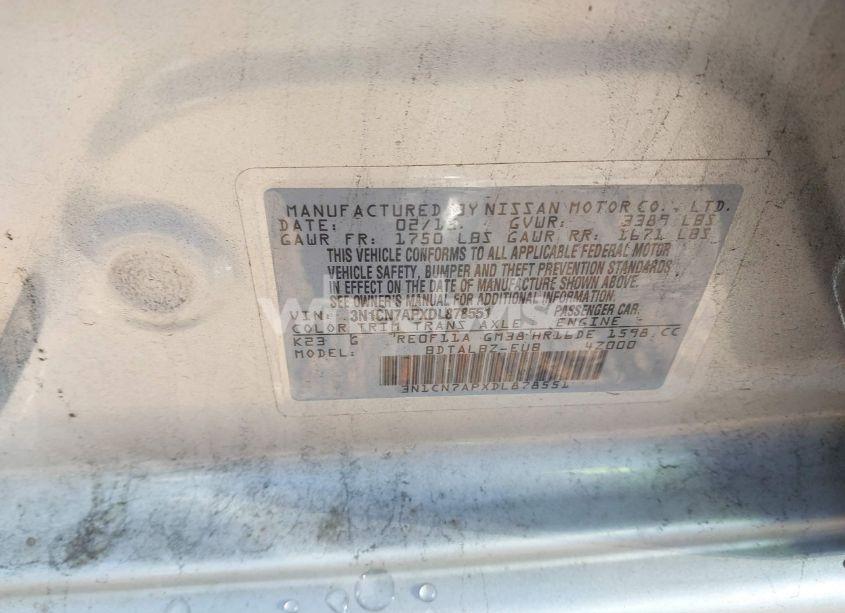 MANUFACTURED BY NISSAN MOTOR CO., LTD.
DATE: 02/13 GVWR: 3389 LBS
GAWR FR: 1750 LBS GAWR RR: 1671 LBS
THIS VEHICLE CONFORMS TO ALL APPLICABLE FEDERAL MOTOR
VEHICLE SAFETY, BUMPER AND THEFT PREVENTION STANDARDS
IN EFFECT ON THE DATE OF MANUFACTURE SHOWN ABOVE.
SEE OWNER'S MANUAL FOR ADDITIONAL INFORMATION.
VIN: 3N1CN7APXDL878551 PASSENGER CAR
COLOR TRIM TRANS AXLE ENGINE
K23 G RE0F11A GM38 HR16DE 1598 CC
MODEL: BDTALBZ-EUB 4Z000
3N1CN7APXDL878551